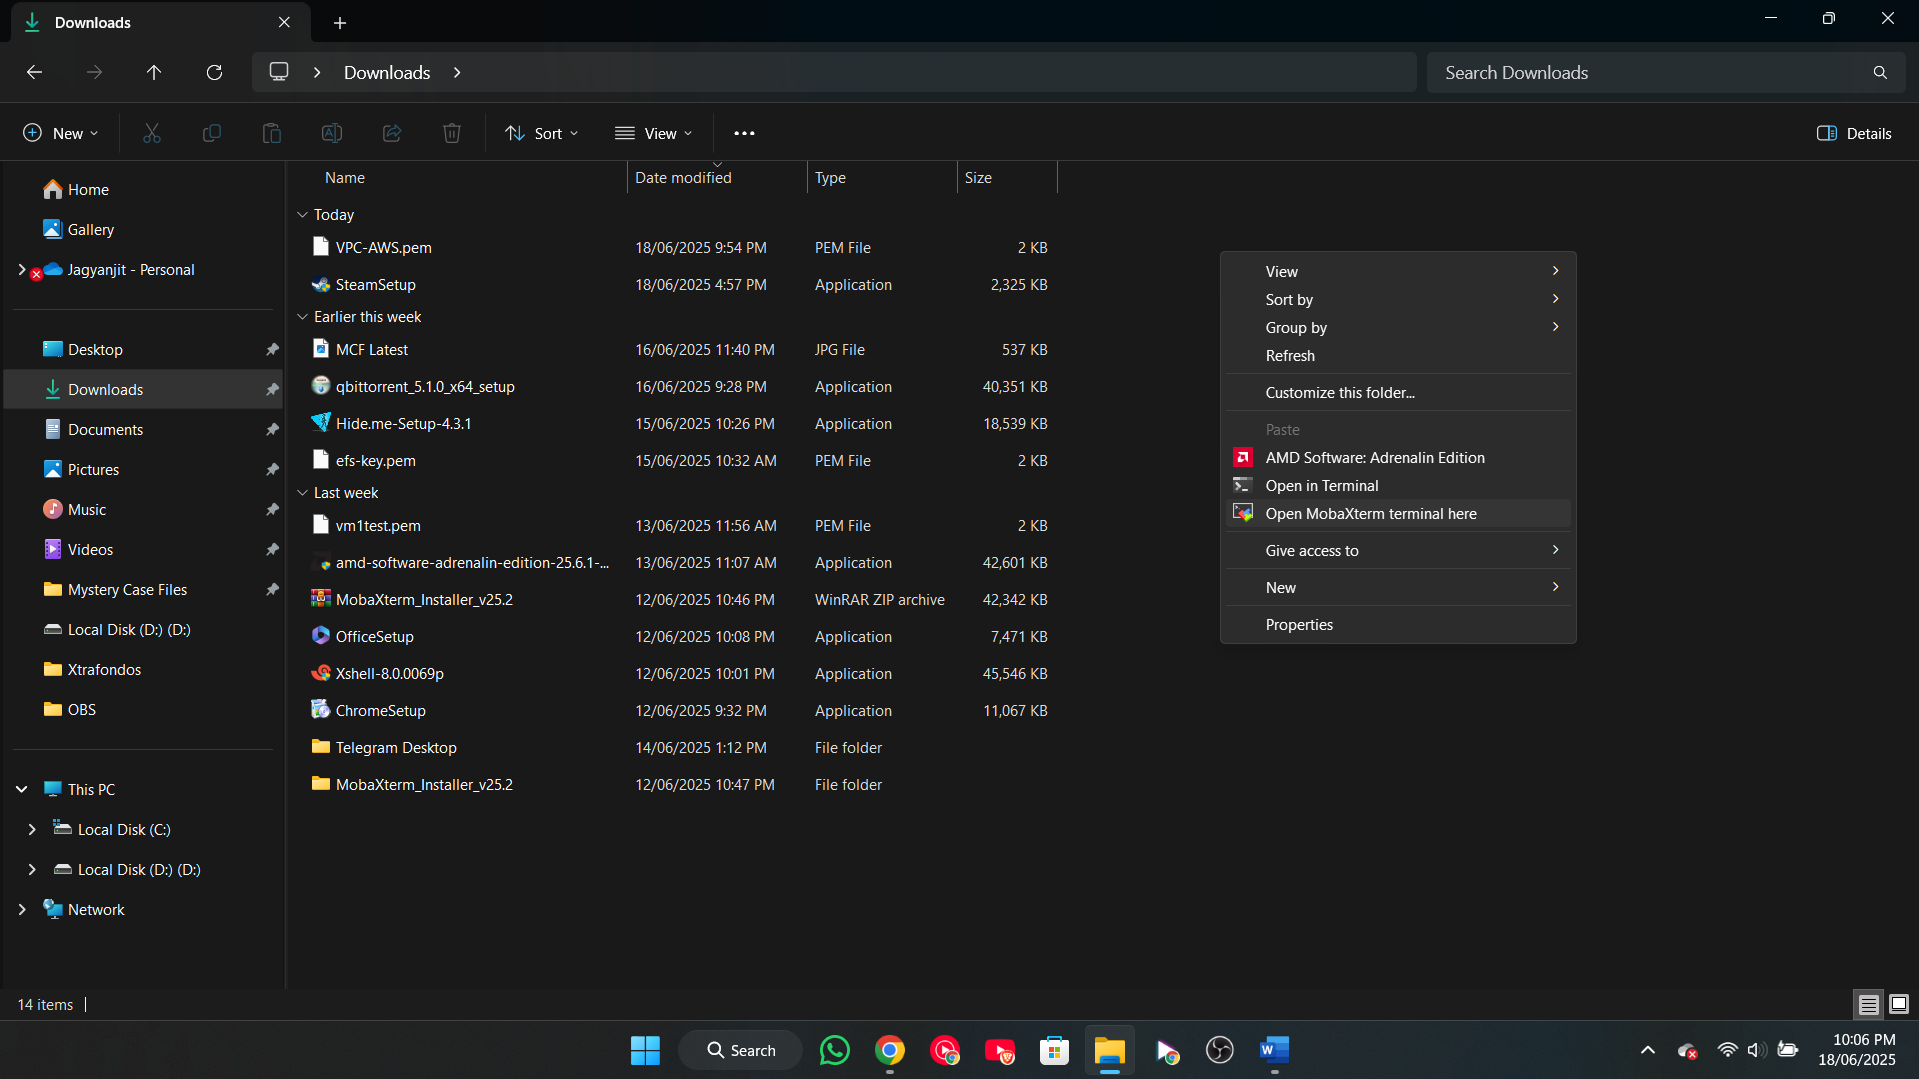 Downloads
Downloads
Search Downloads
New
Sort
View
Details
Home
Gallery
Jagyanjit - Personal
Desktop
Downloads
Documents
Pictures
Music
Videos
Mystery Case Files
Local Disk (D:) (D:)
Xtrafondos
OBS
This PC
Local Disk (C:)
Local Disk (D:) (D:)
Network
Name Date modified Type Size
Today
VPC-AWS.pem 18/06/2025 9:54 PM PEM File 2 KB
SteamSetup 18/06/2025 4:57 PM Application 2,325 KB
Earlier this week
MCF Latest 16/06/2025 11:40 PM JPG File 537 KB
qbittorrent_5.1.0_x64_setup 16/06/2025 9:28 PM Application 40,351 KB
Hide.me-Setup-4.3.1 15/06/2025 10:26 PM Application 18,539 KB
efs-key.pem 15/06/2025 10:32 AM PEM File 2 KB
Last week
vm1test.pem 13/06/2025 11:56 AM PEM File 2 KB
amd-software-adrenalin-edition-25.6.1-... 13/06/2025 11:07 AM Application 42,601 KB
MobaXterm_Installer_v25.2 12/06/2025 10:46 PM WinRAR ZIP archive 42,342 KB
OfficeSetup 12/06/2025 10:08 PM Application 7,471 KB
Xshell-8.0.0069p 12/06/2025 10:01 PM Application 45,546 KB
ChromeSetup 12/06/2025 9:32 PM Application 11,067 KB
Telegram Desktop 14/06/2025 1:12 PM File folder
MobaXterm_Installer_v25.2 12/06/2025 10:47 PM File folder
View
Sort by
Group by
Refresh
Customize this folder...
Paste
AMD Software: Adrenalin Edition
Open in Terminal
Open MobaXterm terminal here
Give access to
New
Properties
14 items
Search
10:06 PM
18/06/2025